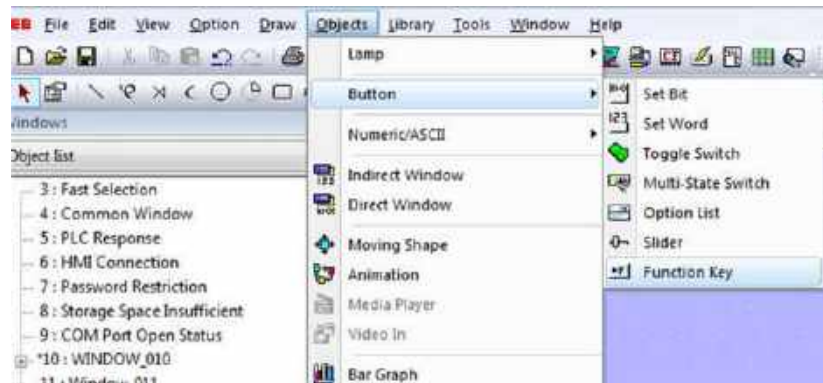 File Edit View Option Draw Objects Library Tools Window Help
Lamp
Button
Numeric/ASCII
Indirect Window
Direct Window
Moving Shape
Animation
Media Player
Video In
Bar Graph
Set Bit
Set Word
Toggle Switch
Multi-State Switch
Option List
Slider
Function Key
Windows
Object list
3 : Fast Selection
4 : Common Window
5 : PLC Response
6 : HMI Connection
7 : Password Restriction
8 : Storage Space Insufficient
9 : COM Port Open Status
*10 : WINDOW_010
11 : Window_011